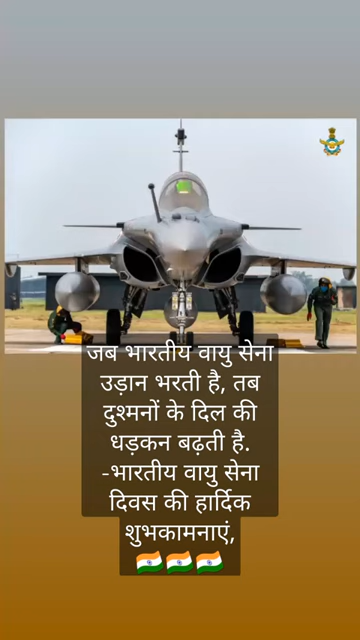 जब भारतीय वायु सेना
उड़ान भरती है, तब
दुश्मनों के दिल की
धड़कन बढ़ती है.
-भारतीय वायु सेना
दिवस की हार्दिक
शुभकामनाएं,
🇮🇳🇮🇳🇮🇳